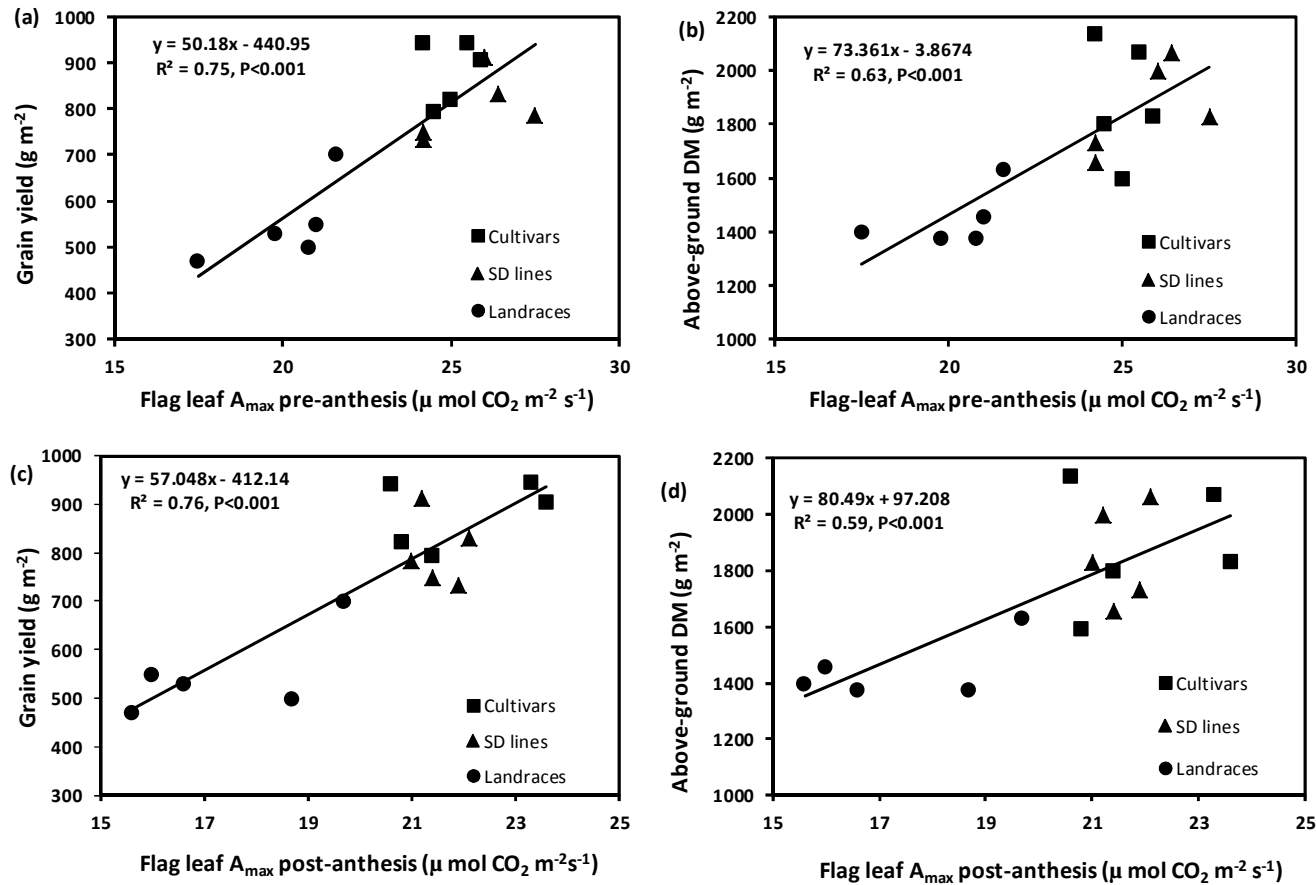 (a)
y = 50.18x - 440.95
R² = 0.75, P<0.001
Grain yield (g m⁻²)
1000
900
800
700
600
500
400
300
Cultivars
SD lines
Landraces
15 20 25 30
Flag leaf Aₘₐₓ pre-anthesis (μ mol CO₂ m⁻² s⁻¹)
(b)
y = 73.361x - 3.8674
R² = 0.63, P<0.001
Above-ground DM (g m⁻²)
2200
2000
1800
1600
1400
1200
1000
Cultivars
SD lines
Landraces
15 20 25 30
Flag-leaf Aₘₐₓ pre-anthesis (μ mol CO₂ m⁻² s⁻¹)
(c)
y = 57.048x - 412.14
R² = 0.76, P<0.001
Grain yield (g m⁻²)
1000
900
800
700
600
500
400
300
Cultivars
SD lines
Landraces
15 17 19 21 23 25
Flag leaf Aₘₐₓ post-anthesis (μ mol CO₂ m⁻²s⁻¹)
(d)
y = 80.49x + 97.208
R² = 0.59, P<0.001
Above-ground DM (g m⁻²)
2200
2000
1800
1600
1400
1200
1000
Cultivars
SD lines
Landraces
15 17 19 21 23 25
Flag leaf Aₘₐₓ post-anthesis (μ mol CO₂ m⁻² s⁻¹)